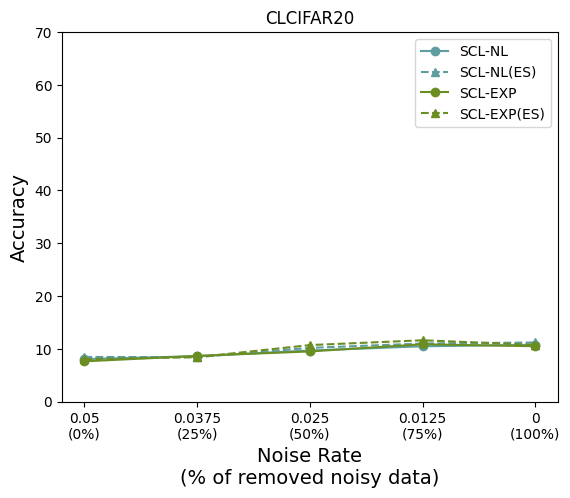 CLCIFAR20
SCL-NL
SCL-NL(ES)
SCL-EXP
SCL-EXP(ES)
Accuracy
70
60
50
40
30
20
10
0
0.05 0.0375 0.025 0.0125 0
(0%) (25%) (50%) (75%) (100%)
Noise Rate
(% of removed noisy data)